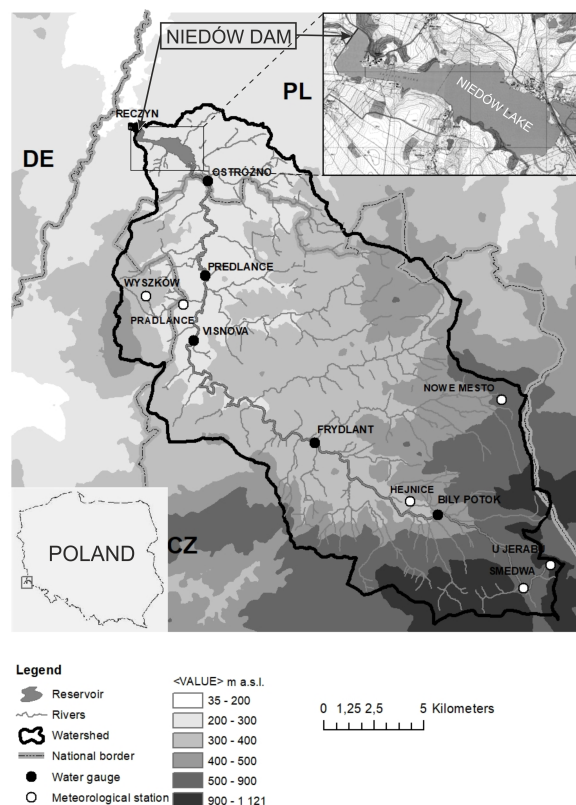 NIEDÓW DAM
PL
RECZYN
NIEDÓW LAKE
DE
OSTRÓŻNO
PREDLANCE
WYSZKÓW
PRADLANCE
VISNOVA
NOWE MESTO
FRYDLANT
HEJNICE
BILY POTOK
POLAND
CZ
U JERABU
SMEDWA
Legend
Reservoir
Rivers
Watershed
National border
Water gauge
Meteorological station
<VALUE> m a.s.l.
35 - 200
200 - 300
300 - 400
400 - 500
500 - 900
900 - 1 121
0 1,25 2,5 5 Kilometers